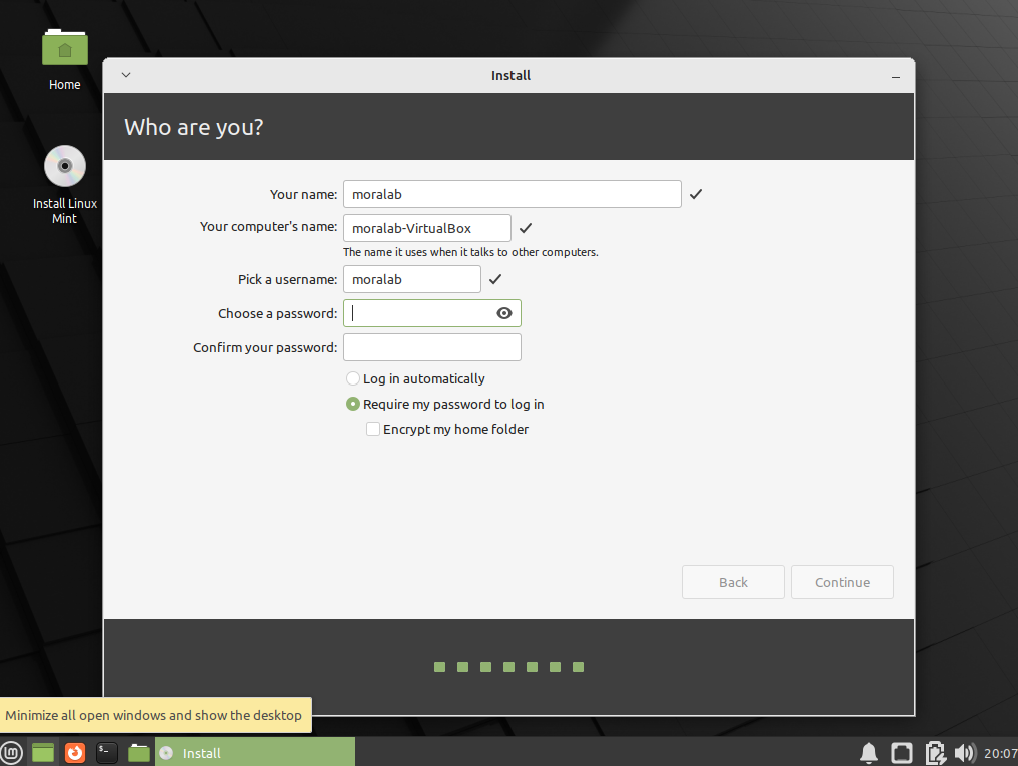 Home
Install Linux
Mint
Install
Who are you?
Your name: moralab
Your computer's name: moralab-VirtualBox
The name it uses when it talks to other computers.
Pick a username: moralab
Choose a password:
Confirm your password:
Log in automatically
Require my password to log in
Encrypt my home folder
Back Continue
Minimize all open windows and show the desktop
Install
20:07